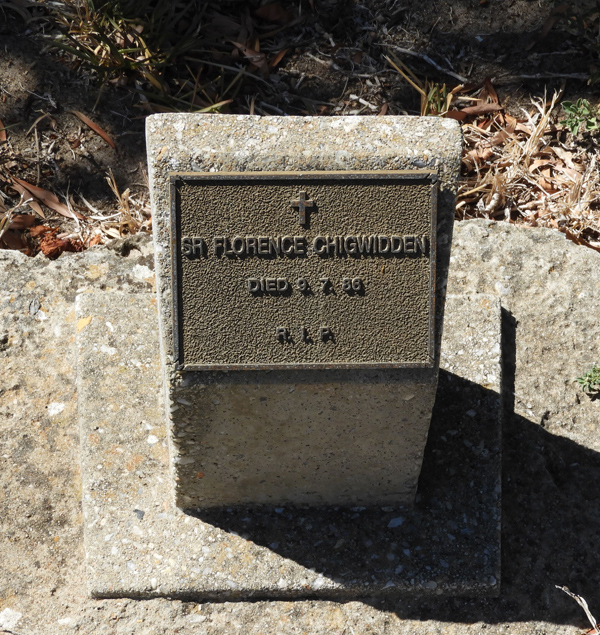 SR FLORENCE CHIGWIDDEN
DIED 9. 7. 86
R. I. P.